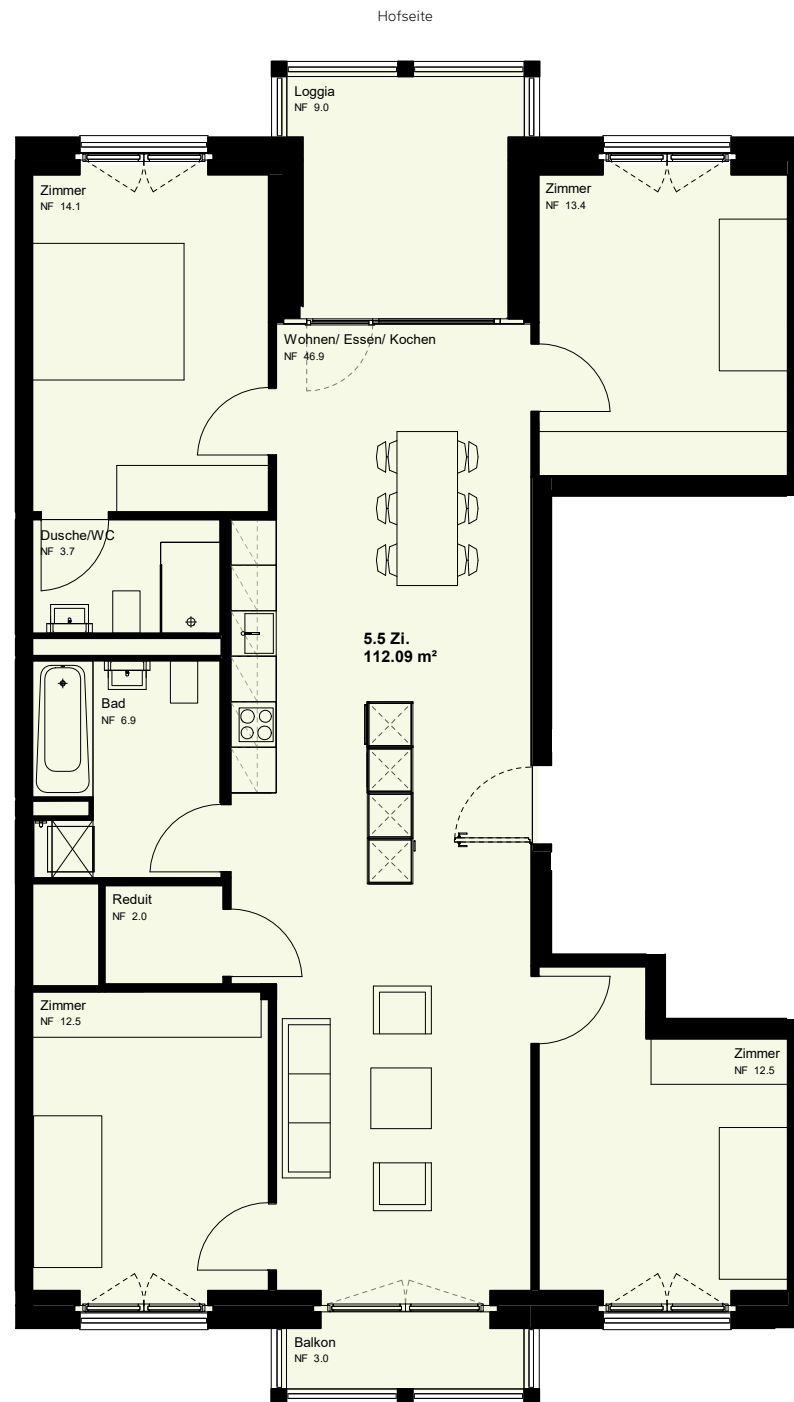 Hofseite
Loggia
NF 9.0
Zimmer
NF 14.1
Zimmer
NF 13.4
Wohnen/ Essen/ Kochen
NF 46.9
Dusche/WC
NF 3.7
5.5 Zi.
112.09 m²
Bad
NF 6.9
Reduit
NF 2.0
Zimmer
NF 12.5
Zimmer
NF 12.5
Balkon
NF 3.0